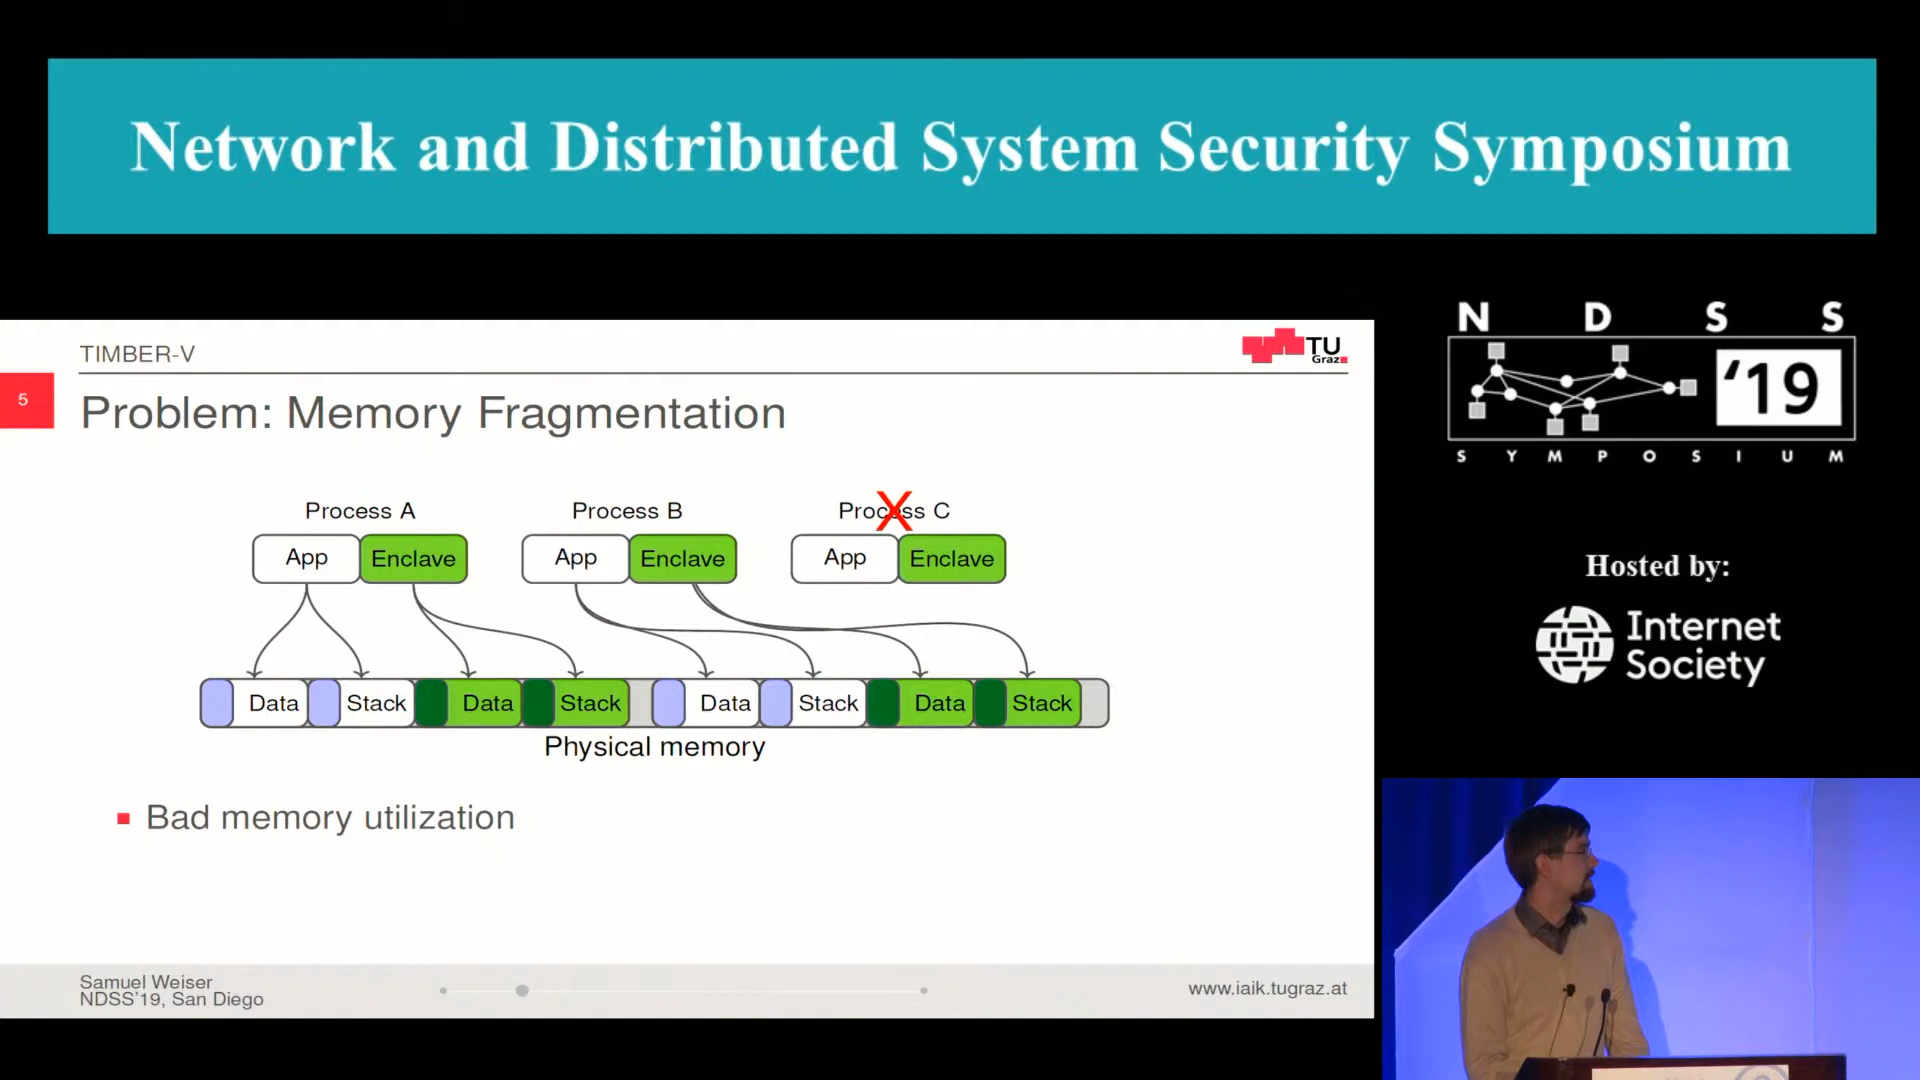 Network and Distributed System Security Symposium
N D S S
'19
S Y M P O S I U M
Hosted by:
Internet
Society
TIMBER-V
TU
Graz
5
Problem: Memory Fragmentation
Process A
Process B
Process C
X
App
Enclave
App
Enclave
App
Enclave
Data
Stack
Data
Stack
Data
Stack
Data
Stack
Physical memory
Bad memory utilization
Samuel Weiser
NDSS'19, San Diego
www.iaik.tugraz.at